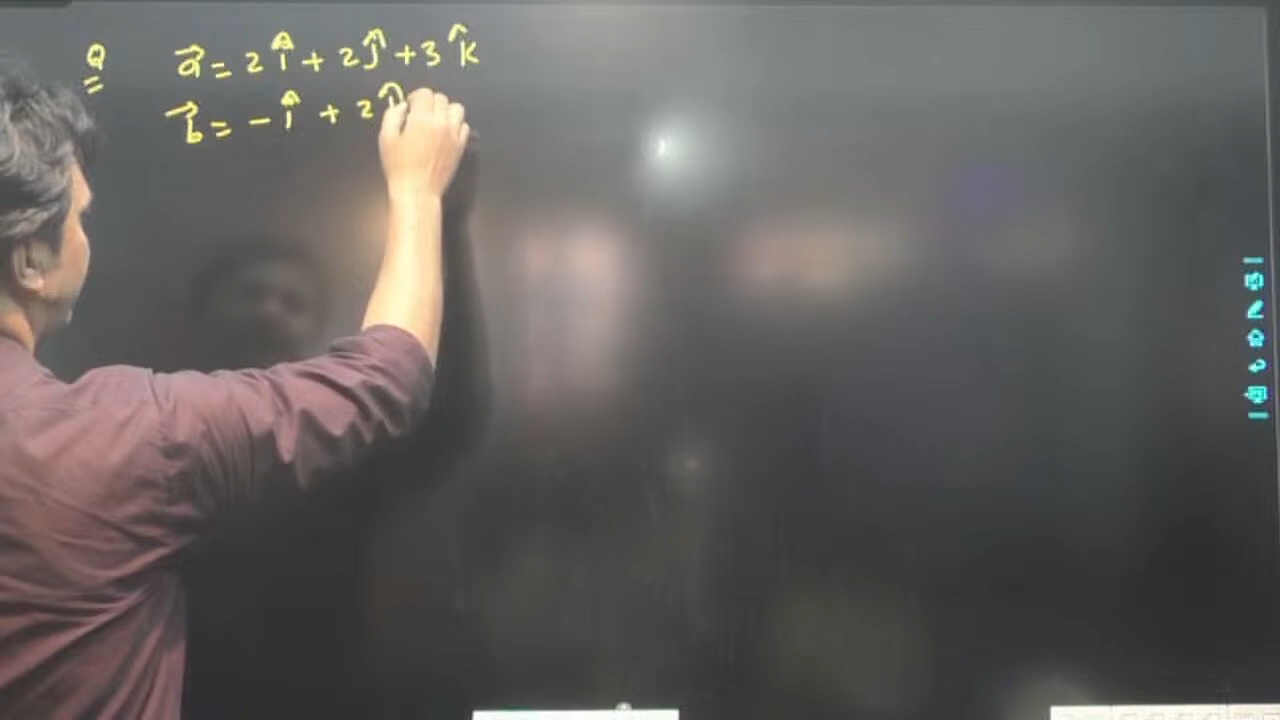 Q a⃗ = 2î + 2ĵ + 3k̂
b⃗ = -î + 2ĵ